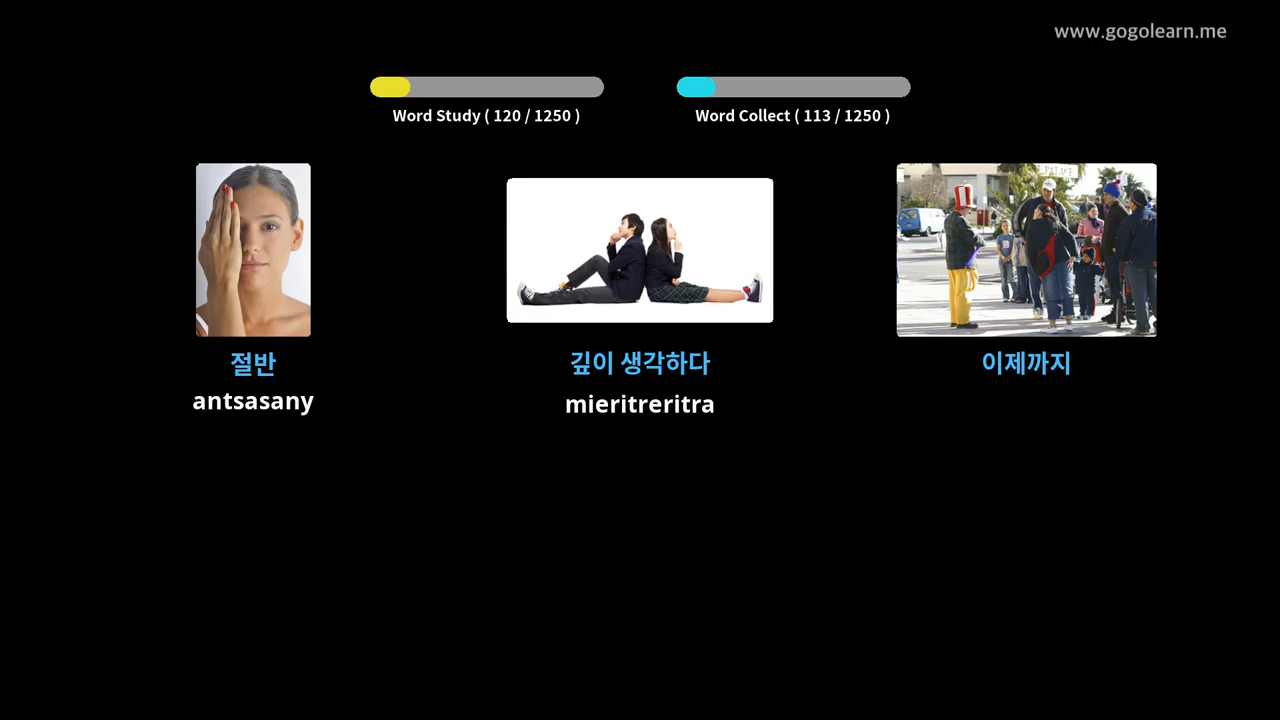 www.gogolearn.me
Word Study ( 120 / 1250 )
Word Collect ( 113 / 1250 )
절반
antsasany
깊이 생각하다
mieritreritra
이제까지